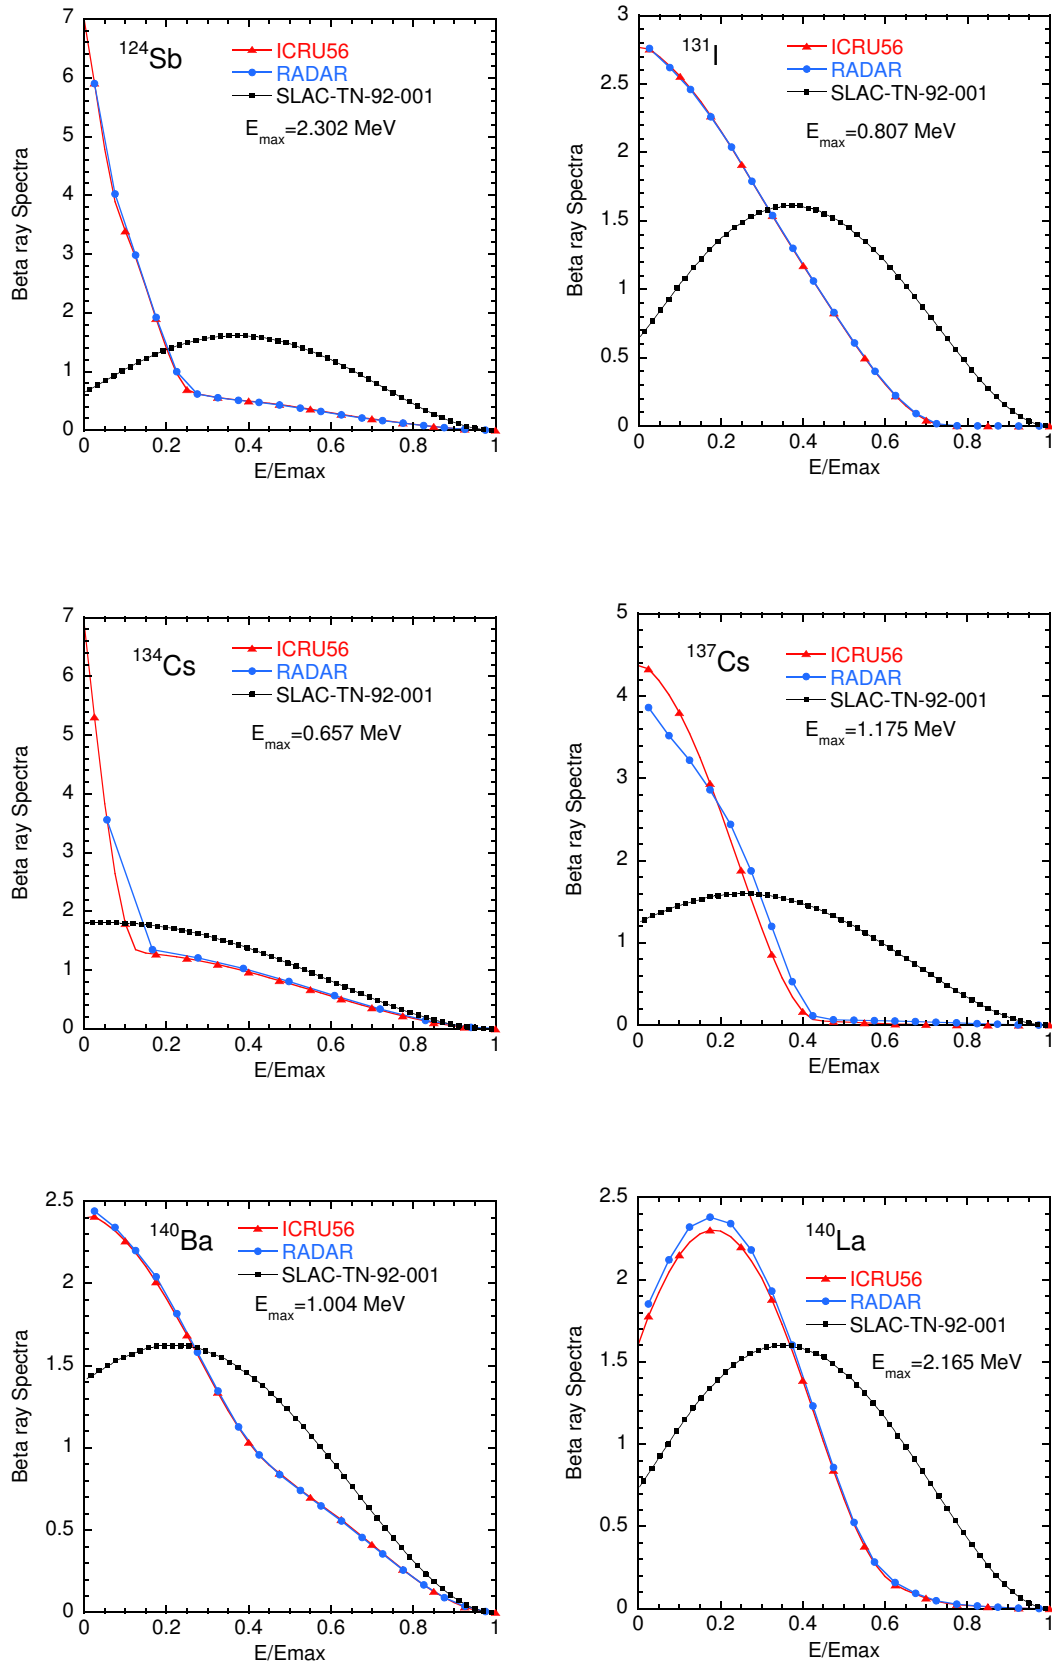 7
6
5
4
3
2
1
0
0
0.2
0.4
0.6
0.8
1
Beta ray Spectra
E/Emax
124Sb
ICRU56
RADAR
SLAC-TN-92-001
Emax=2.302 MeV
3
2.5
2
1.5
1
0.5
0
0
0.2
0.4
0.6
0.8
1
Beta ray Spectra
E/Emax
131I
ICRU56
RADAR
SLAC-TN-92-001
Emax=0.807 MeV
7
6
5
4
3
2
1
0
0
0.2
0.4
0.6
0.8
1
Beta ray Spectra
E/Emax
134Cs
ICRU56
RADAR
SLAC-TN-92-001
Emax=0.657 MeV
5
4
3
2
1
0
0
0.2
0.4
0.6
0.8
1
Beta ray Spectra
E/Emax
137Cs
ICRU56
RADAR
SLAC-TN-92-001
Emax=1.175 MeV
2.5
2
1.5
1
0.5
0
0
0.2
0.4
0.6
0.8
1
Beta ray Spectra
E/Emax
140Ba
ICRU56
RADAR
SLAC-TN-92-001
Emax=1.004 MeV
2.5
2
1.5
1
0.5
0
0
0.2
0.4
0.6
0.8
1
Beta ray Spectra
E/Emax
140La
ICRU56
RADAR
SLAC-TN-92-001
Emax=2.165 MeV